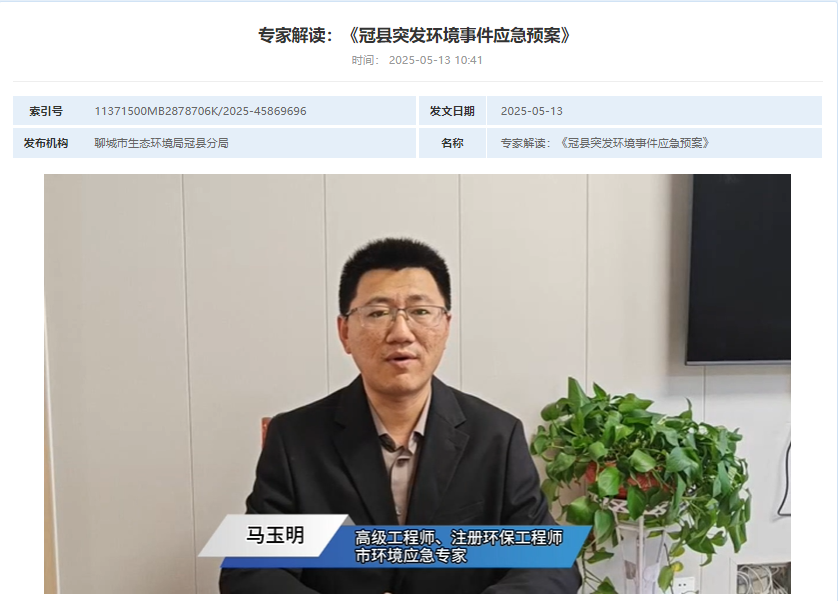 专家解读：《冠县突发环境事件应急预案》
时间： 2025-05-13 10:41
索引号 11371500MB2878706K/2025-45869696 发文日期 2025-05-13
发布机构 聊城市生态环境局冠县分局 名称 专家解读：《冠县突发环境事件应急预案》
马玉明
高级工程师、注册环保工程师
市环境应急专家